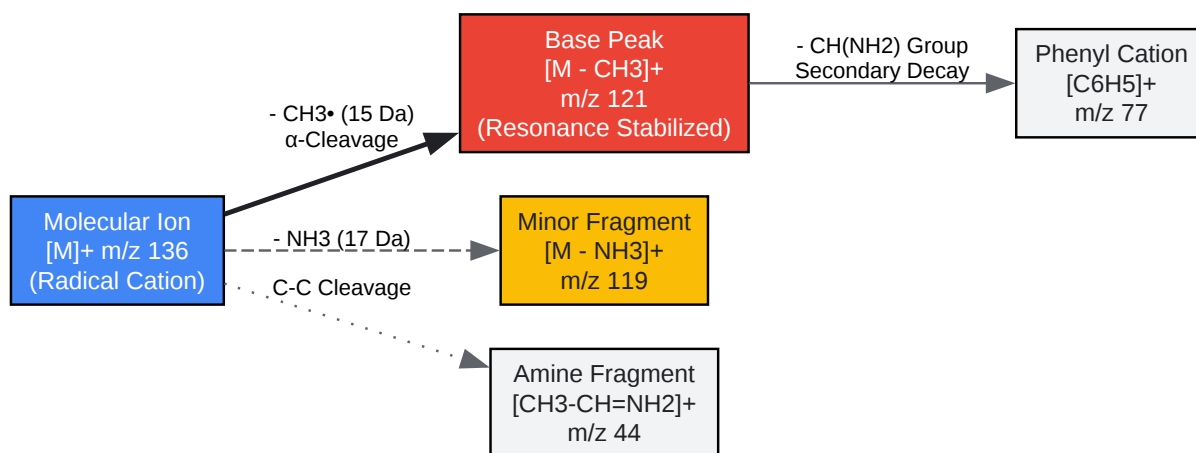 Base Peak
[M - CH3]+
m/z 121
(Resonance Stabilized)
- CH(NH2) Group
Secondary Decay
Phenyl Cation
[C6H5]+
m/z 77
- CH3• (15 Da)
α-Cleavage
Molecular Ion
[M]+ m/z 136
(Radical Cation)
- NH3 (17 Da)
Minor Fragment
[M - NH3]+
m/z 119
C-C Cleavage
Amine Fragment
[CH3-CH=NH2]+
m/z 44